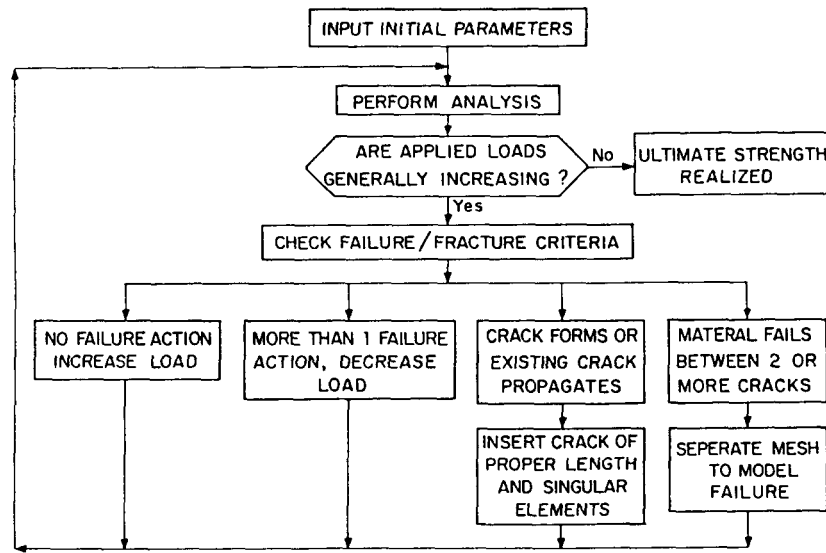 INPUT INITIAL PARAMETERS
PERFORM ANALYSIS
ARE APPLIED LOADS
GENERALLY INCREASING ?
No
ULTIMATE STRENGTH
REALIZED
Yes
CHECK FAILURE/FRACTURE CRITERIA
NO FAILURE ACTION
INCREASE LOAD
MORE THAN 1 FAILURE
ACTION, DECREASE
LOAD
CRACK FORMS OR
EXISTING CRACK
PROPAGATES
MATERAL FAILS
BETWEEN 2 OR
MORE CRACKS
INSERT CRACK OF
PROPER LENGTH
AND SINGULAR
ELEMENTS
SEPERATE MESH
TO MODEL
FAILURE